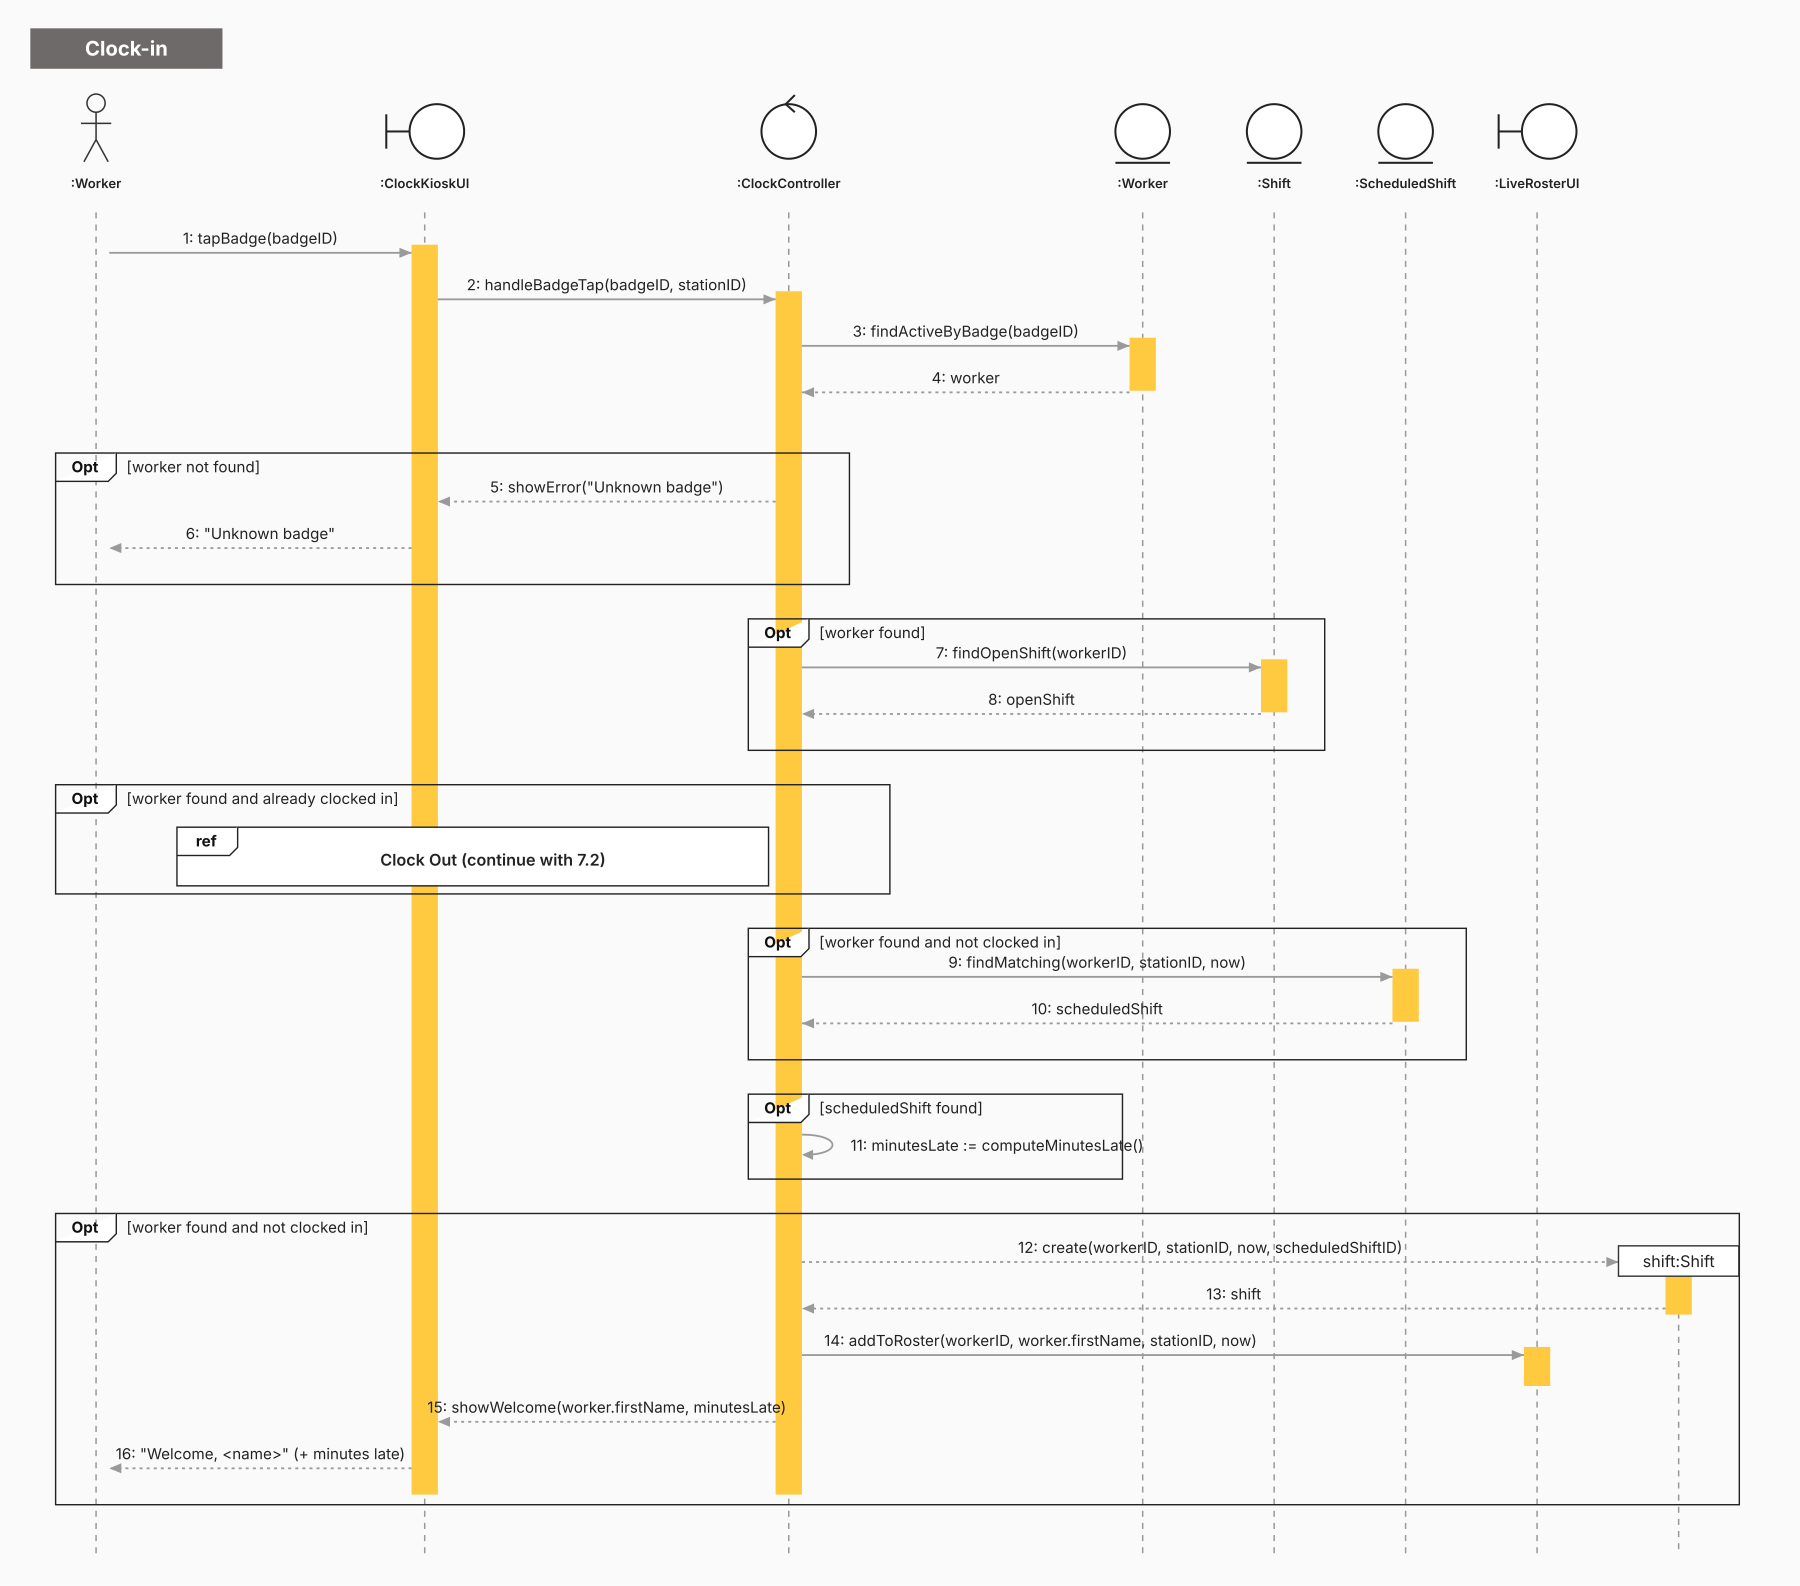 Clock-in
:Worker
:ClockKioskUI
:ClockController
:Worker
:Shift
:ScheduledShift
:LiveRosterUI
1: tapBadge(badgeID)
2: handleBadgeTap(badgeID, stationID)
3: findActiveByBadge(badgeID)
4: worker
Opt [worker not found]
5: showError("Unknown badge")
6: "Unknown badge"
Opt [worker found]
7: findOpenShift(workerID)
8: openShift
Opt [worker found and already clocked in]
ref
Clock Out (continue with 7.2)
Opt [worker found and not clocked in]
9: findMatching(workerID, stationID, now)
10: scheduledShift
Opt [scheduledShift found]
11: minutesLate := computeMinutesLate()
Opt [worker found and not clocked in]
12: create(workerID, stationID, now, scheduledShiftID)
shift:Shift
13: shift
14: addToRoster(workerID, worker.firstName, stationID, now)
15: showWelcome(worker.firstName, minutesLate)
16: "Welcome, <name>" (+ minutes late)